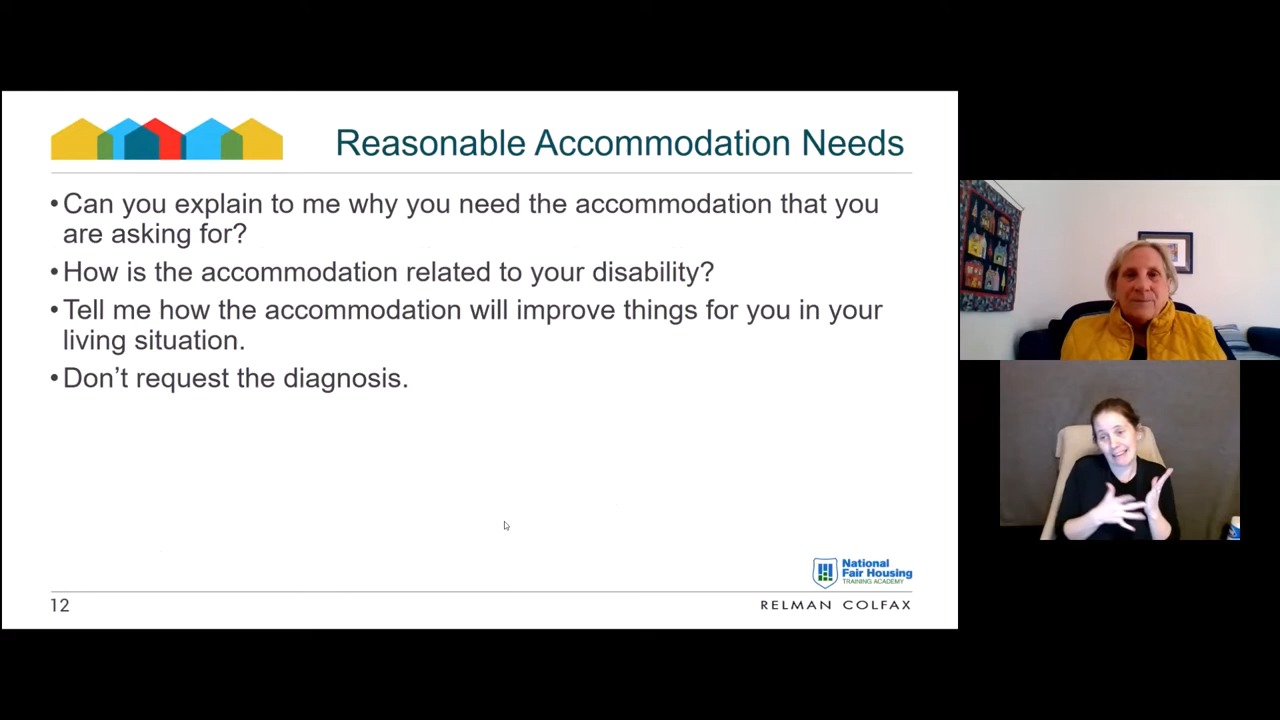 Reasonable Accommodation Needs
•Can you explain to me why you need the accommodation that you
are asking for?
•How is the accommodation related to your disability?
•Tell me how the accommodation will improve things for you in your
living situation.
•Don’t request the diagnosis.
National
Fair Housing
TRAINING ACADEMY
12
RELMAN COLFAX